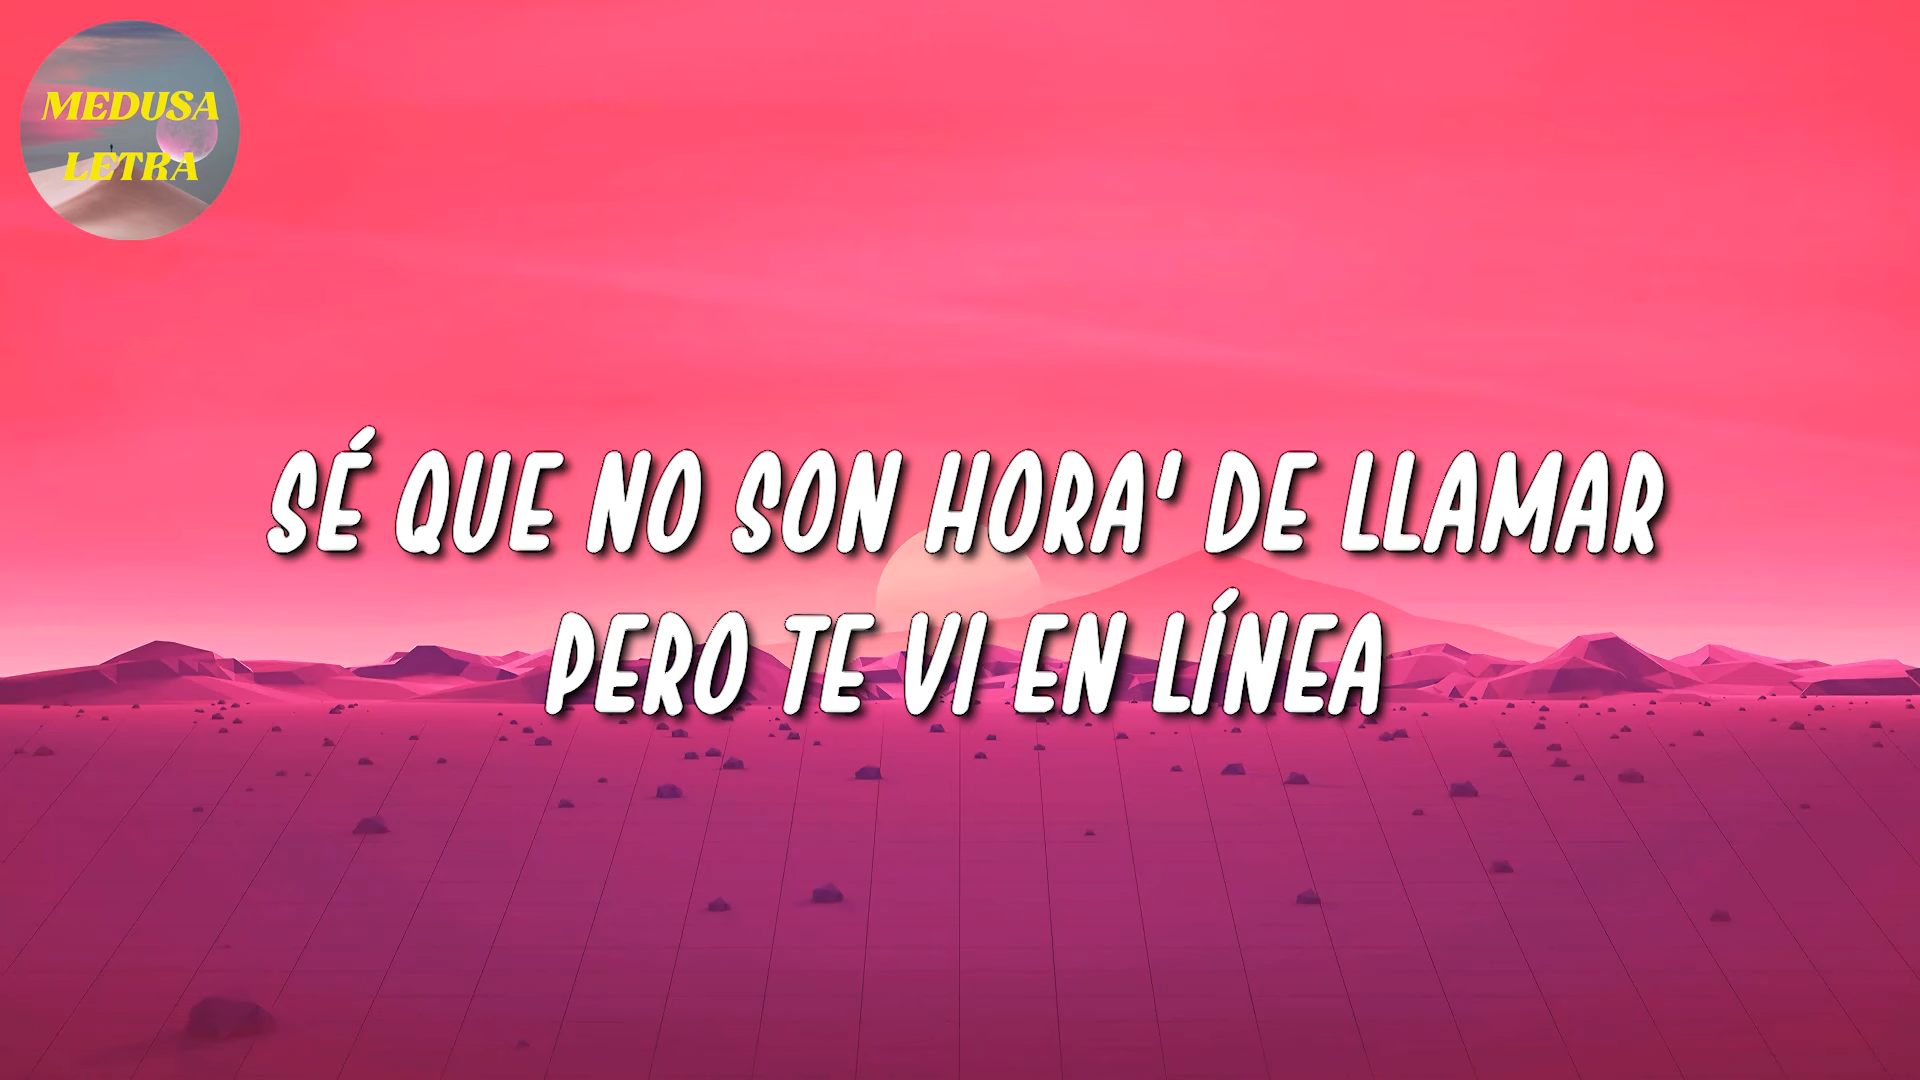 MEDUSA
LETRA
SÉ QUE NO SON HORA' DE LLAMAR
PERO TE VI EN LÍNEA